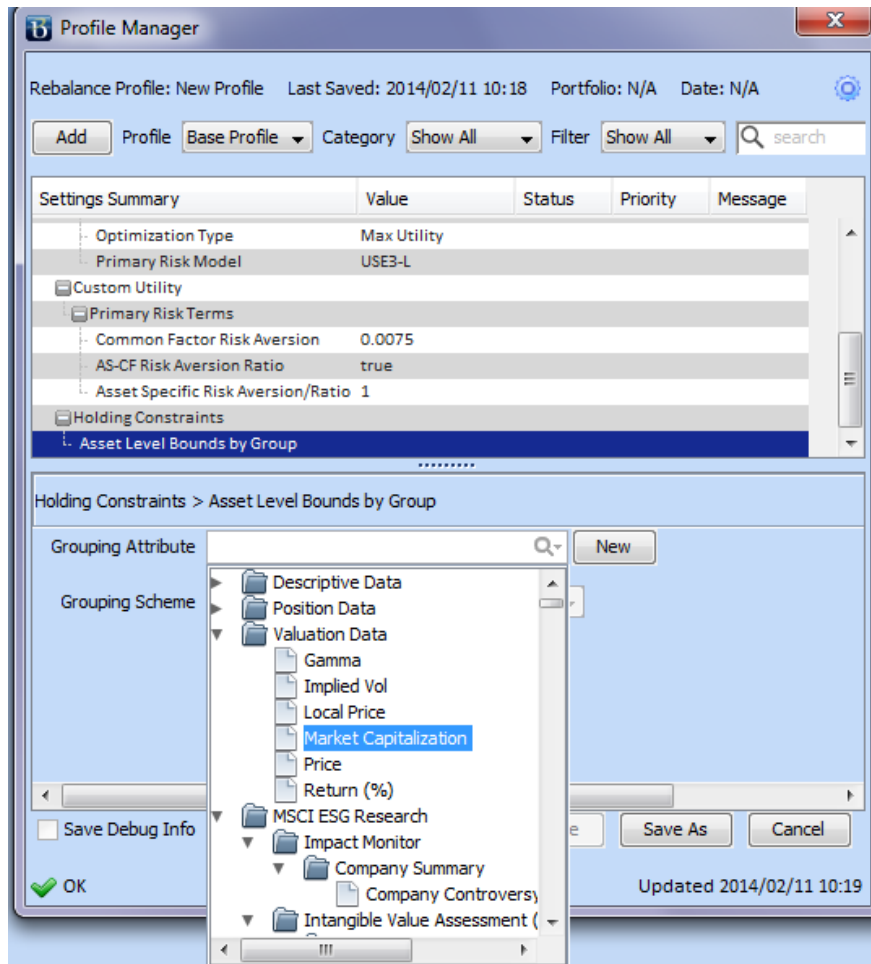 Profile Manager
Rebalance Profile: New Profile Last Saved: 2014/02/11 10:18 Portfolio: N/A Date: N/A
Add Profile Base Profile Category Show All Filter Show All search
Settings Summary Value Status Priority Message
Optimization Type Max Utility
Primary Risk Model USE3-L
Custom Utility
Primary Risk Terms
Common Factor Risk Aversion 0.0075
AS-CF Risk Aversion Ratio true
Asset Specific Risk Aversion/Ratio 1
Holding Constraints
Asset Level Bounds by Group
Holding Constraints > Asset Level Bounds by Group
Grouping Attribute New
Descriptive Data
Grouping Scheme Position Data
Valuation Data
Gamma
Implied Vol
Local Price
Market Capitalization
Price
Return (%)
MSCI ESG Research
Save Debug Info Impact Monitor e Save As Cancel
Company Summary
OK Company Controversy Updated 2014/02/11 10:19
Intangible Value Assessment (